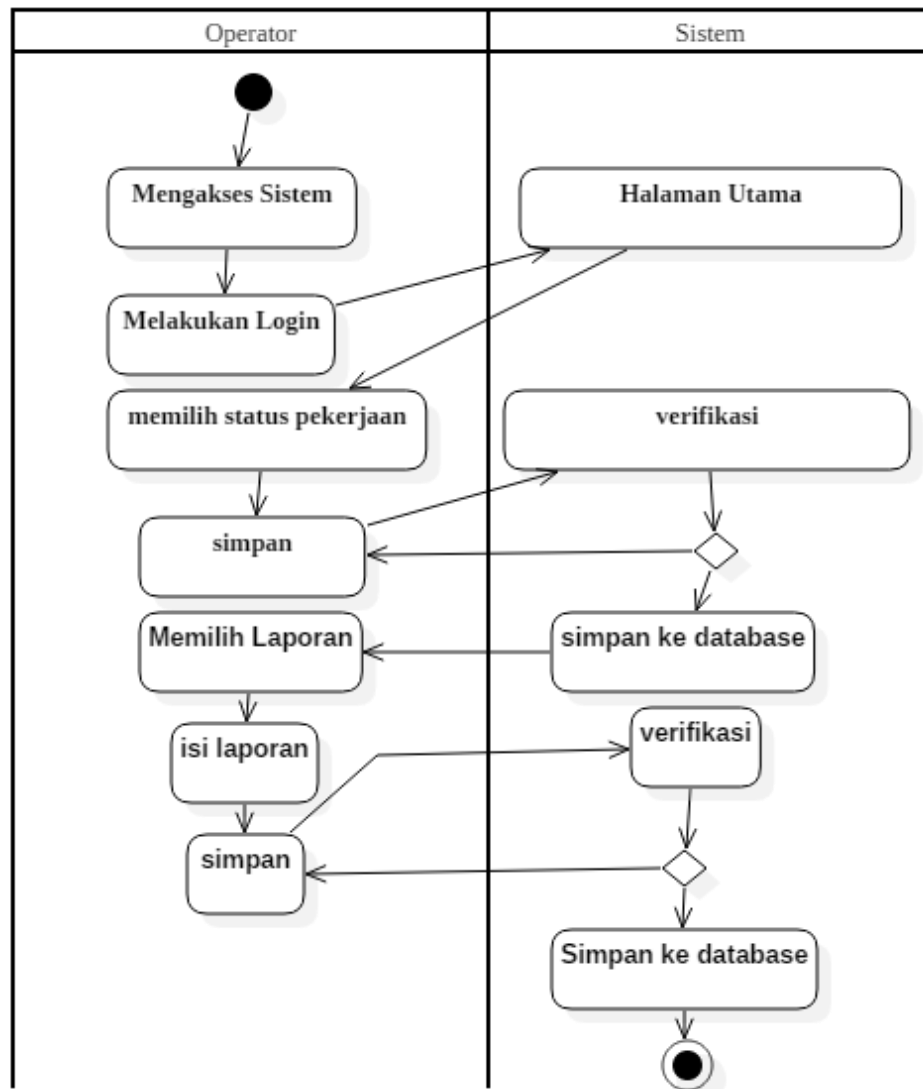 Operator
Sistem
Mengakses Sistem
Halaman Utama
Melakukan Login
memilih status pekerjaan
verifikasi
simpan
Memilih Laporan
simpan ke database
isi laporan
verifikasi
simpan
Simpan ke database